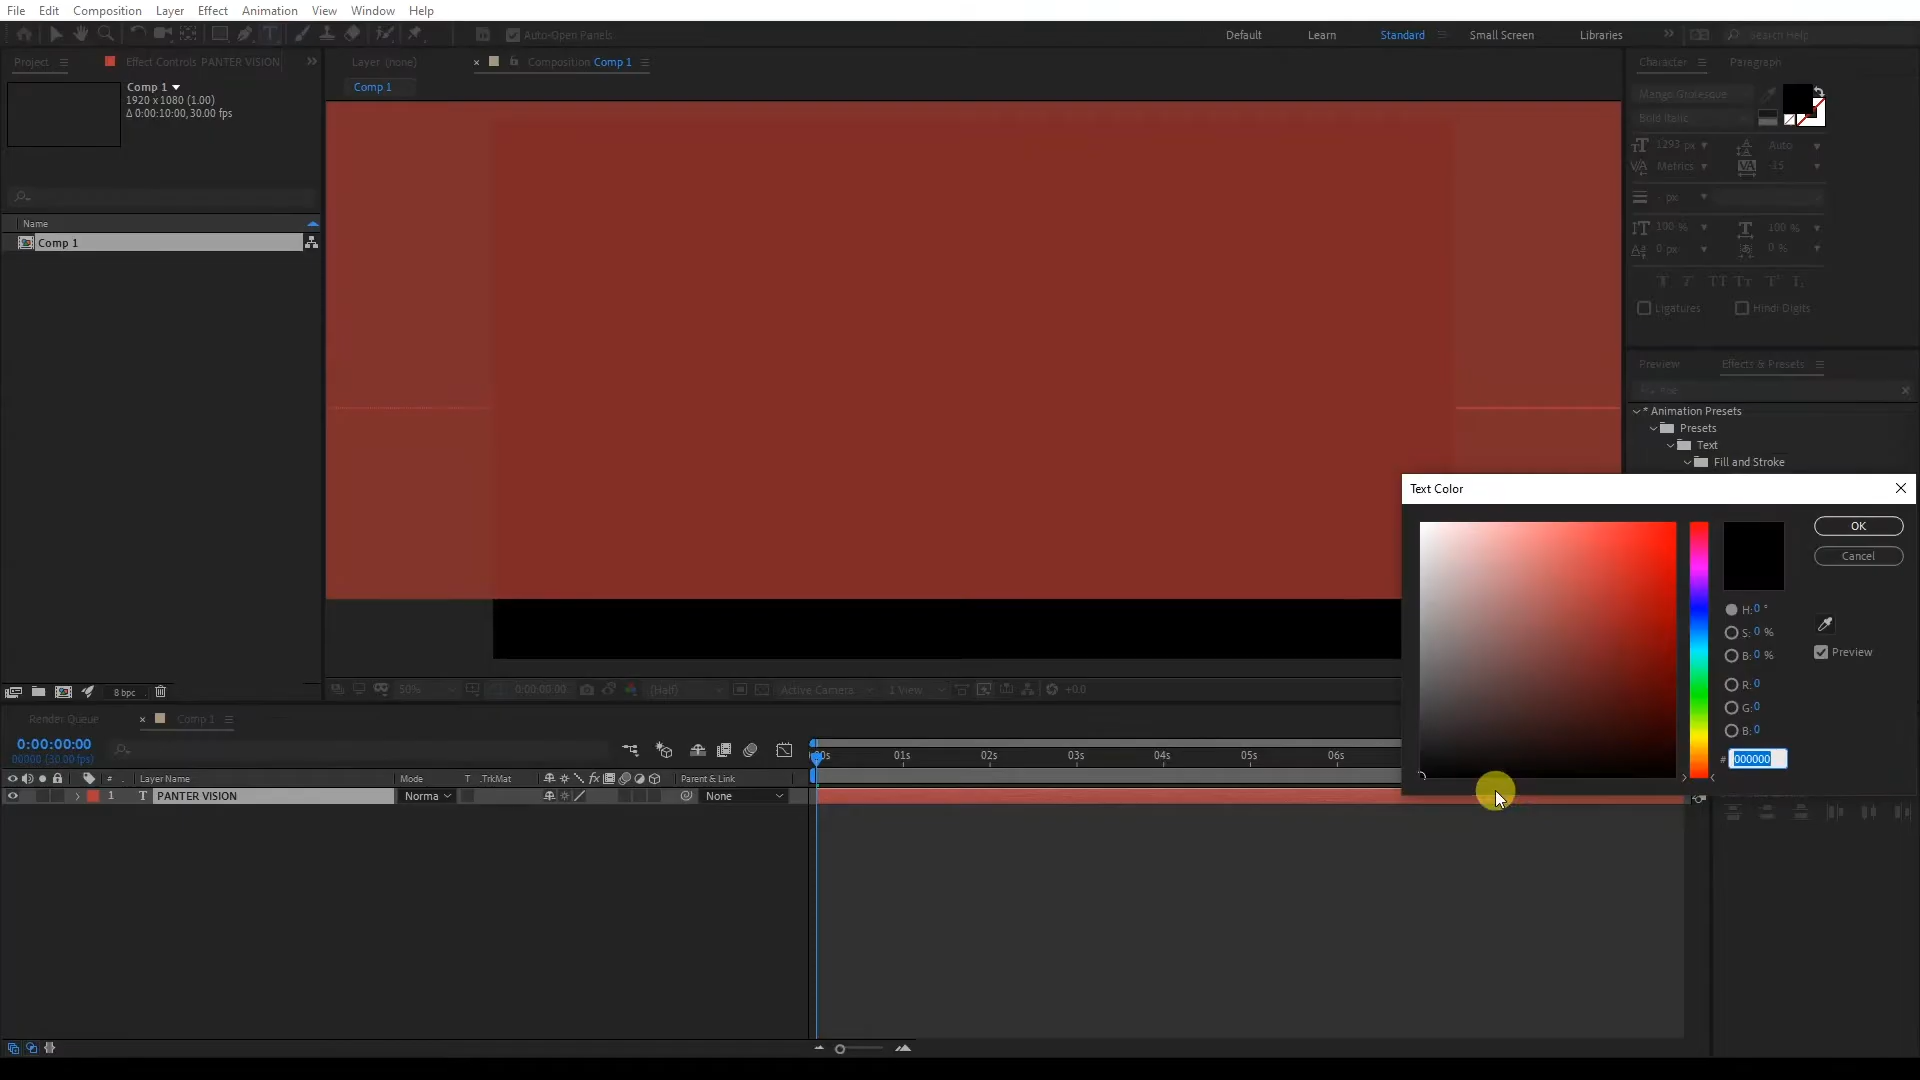 File Edit Composition Layer Effect Animation View Window Help
Auto-Open Panels
Default Learn Standard Small Screen Libraries Search Help
Project Effect Controls PANTER VISION
Layer (none) Composition Comp 1
Character Paragraph
Comp 1
1920 x 1080 (1.00)
Δ 0:00:10:00, 30.00 fps
Comp 1
Mango Grotesque
Bold Italic
1293 px Auto
Metrics -15
- px
100 % 100 %
0 px 0 %
Ligatures Hindi Digits
Name
Comp 1
Preview Effects & Presets
* Animation Presets
Presets
Text
Fill and Stroke
Text Color
OK
Cancel
H: 0 °
S: 0 %
B: 0 %
Preview
R: 0
G: 0
B: 0
# 000000
8 bpc
50% 0:00:00:00 (Half) Active Camera 1 View +0.0
Render Queue Comp 1
0:00:00:00
00000 (30.00 fps)
00s 01s 02s 03s 04s 05s 06s
# Layer Name Mode T .TrkMat Parent & Link
1 T PANTER VISION Norma None